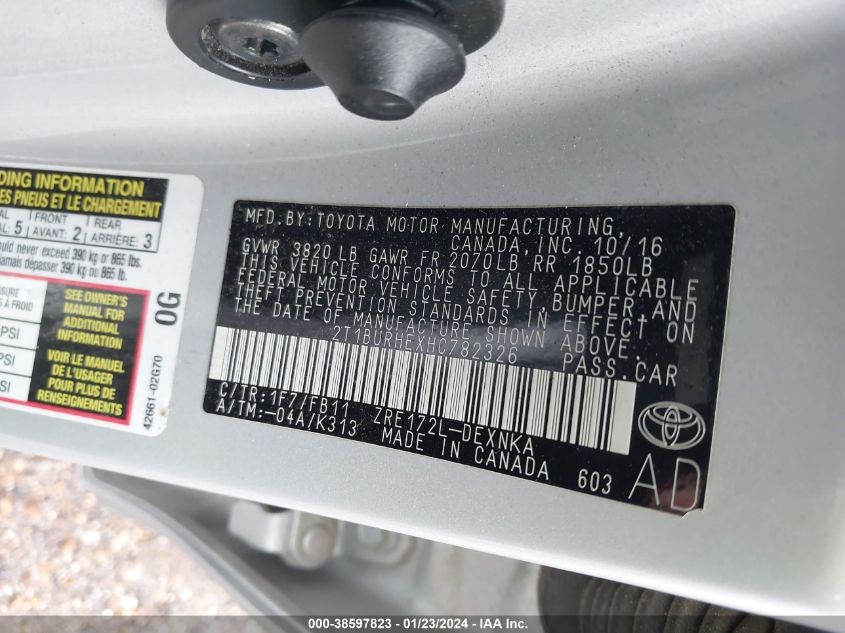 DING INFORMATION
ES PNEUS ET LE CHARGEMENT
AL 5
FRONT
AVANT: 2
REAR
ARRIÈRE: 3
ould never exceed 390 kg or 865 lbs.
amais dépasser 390 kg ou 865 lb.
SURE
À FROID
PSI
PSI
SI
SEE OWNER'S
MANUAL FOR
ADDITIONAL
INFORMATION
VOIR LE MANUEL
DE L'USAGER
POUR PLUS DE
RENSEIGNEMENTS
OG
42661-02G70
MFD. BY: TOYOTA MOTOR MANUFACTURING,
CANADA, INC. 10/16
GVWR 3820 LB GAWR FR 2070LB RR 1850LB
THIS VEHICLE CONFORMS TO ALL APPLICABLE
FEDERAL MOTOR VEHICLE SAFETY, BUMPER, AND
THEFT PREVENTION STANDARDS IN EFFECT ON
THE DATE OF MANUFACTURE SHOWN ABOVE.
2T1BURHEXHC782326 PASS. CAR
C/TR: 1F7/FB11 ZRE172L-DEXNKA
A/TM: -04A/K313 MADE IN CANADA 603
AD
000-38597823 - 01/23/2024 - IAA Inc.